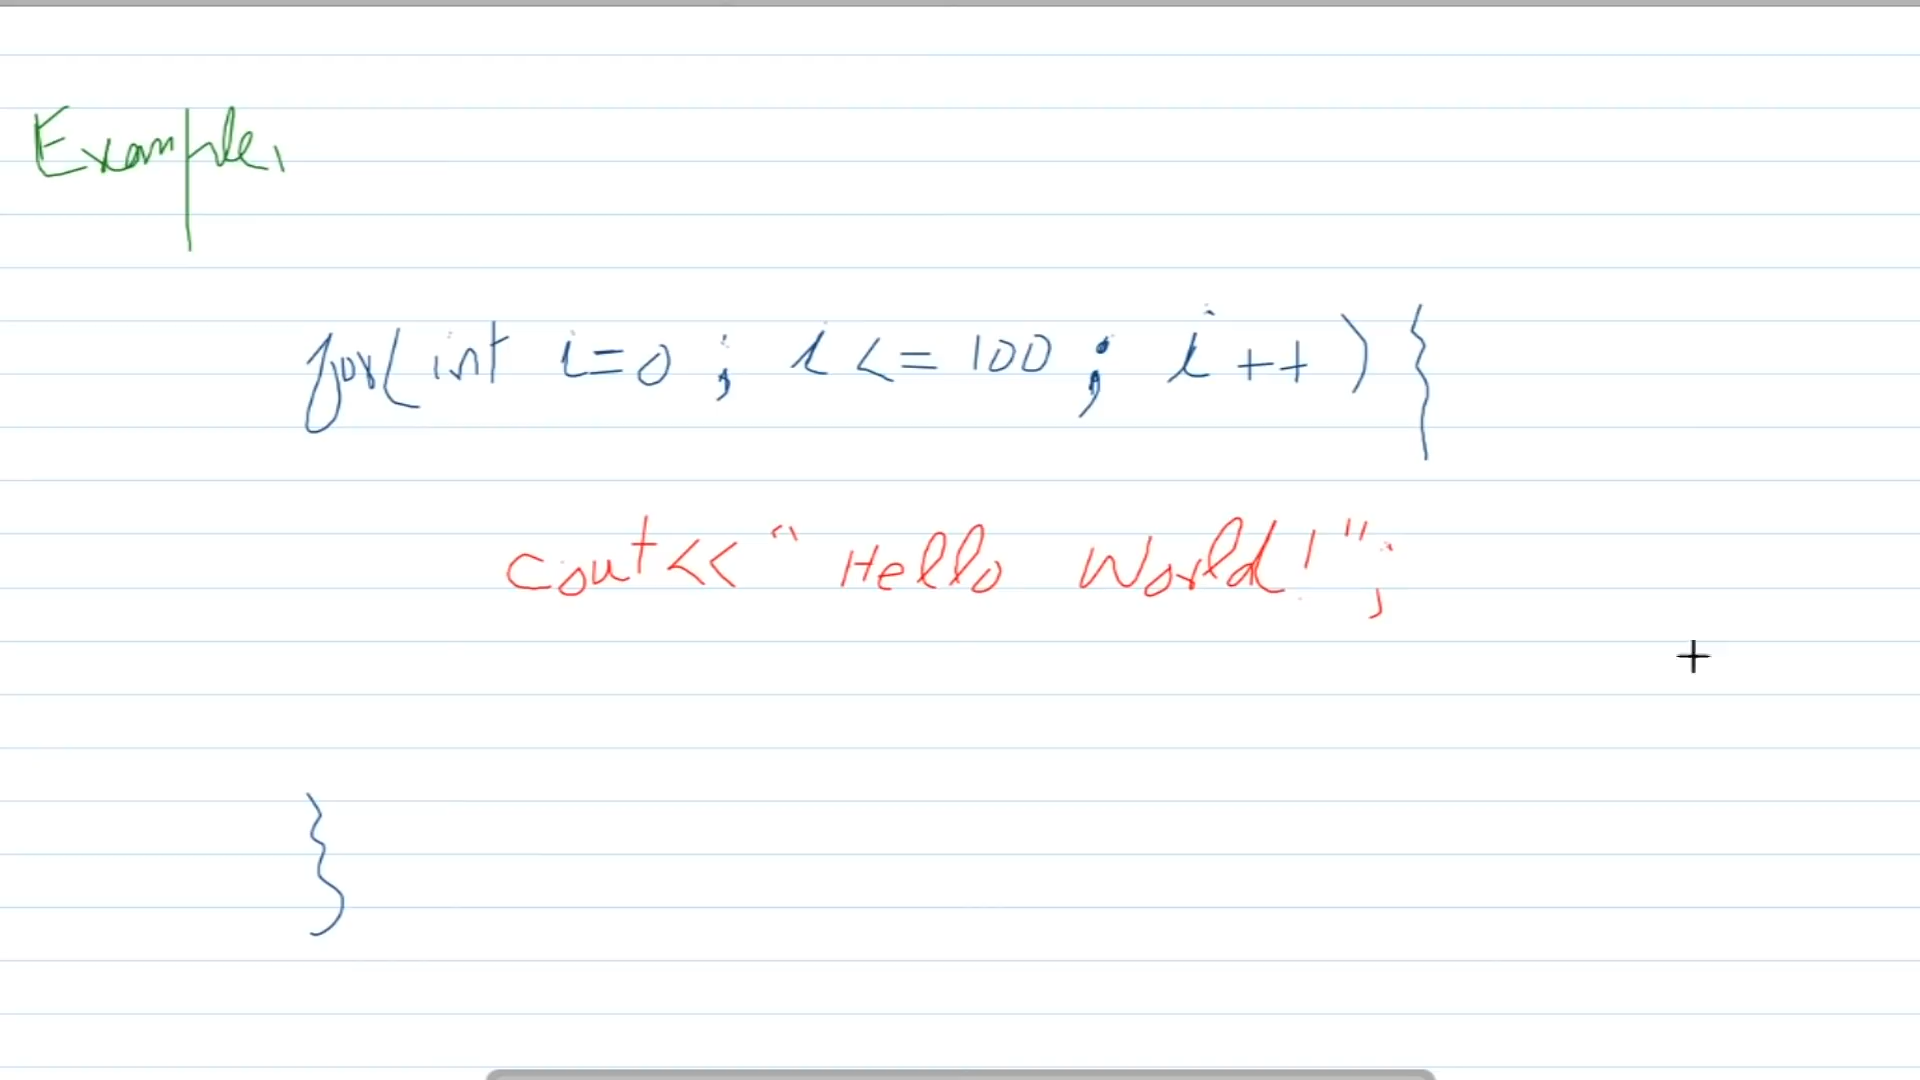 Example,
for( int i=0 ; i <= 100 ; i ++ ) {
cout<< " Hello World! ";
}